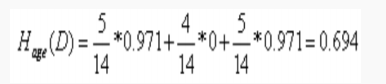 H_age(D) = 5/14 *0.971+ 4/14 *0+ 5/14 *0.971 = 0.694